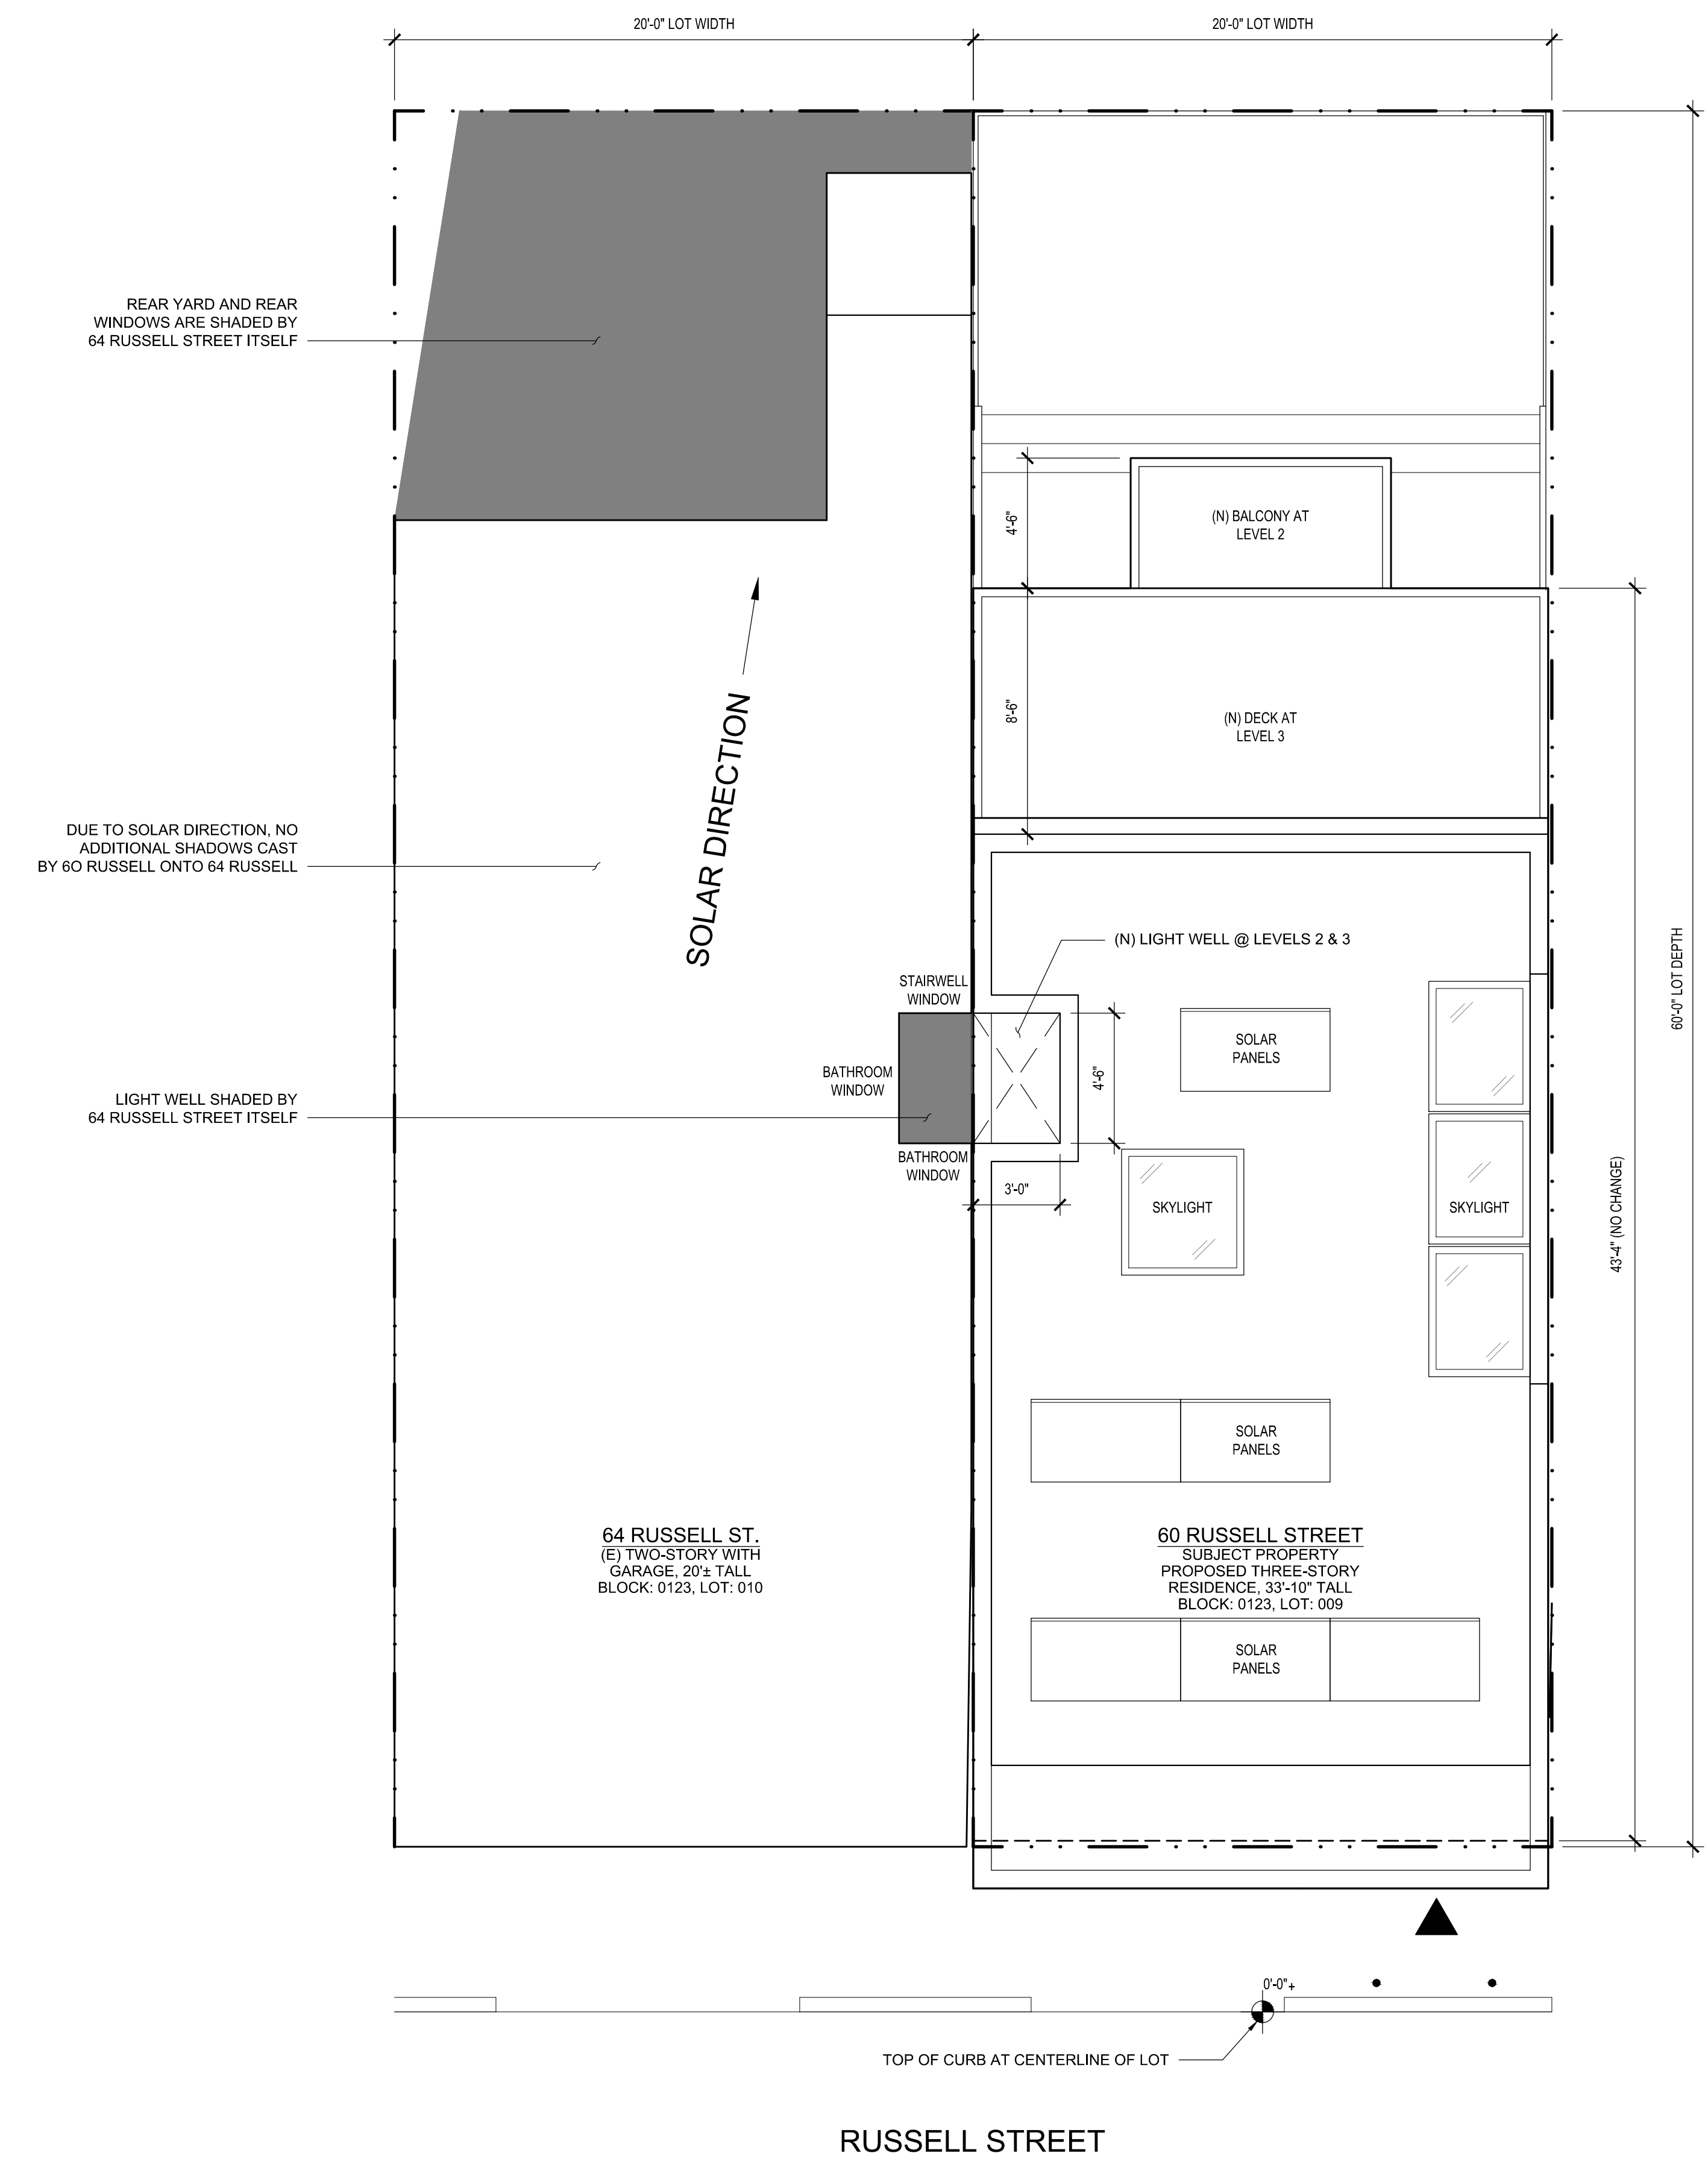 20'-0" LOT WIDTH
20'-0" LOT WIDTH
REAR YARD AND REAR
WINDOWS ARE SHADED BY
64 RUSSELL STREET ITSELF
4'-6"
(N) BALCONY AT
LEVEL 2
8'-6"
(N) DECK AT
LEVEL 3
SOLAR DIRECTION
DUE TO SOLAR DIRECTION, NO
ADDITIONAL SHADOWS CAST
BY 6O RUSSELL ONTO 64 RUSSELL
(N) LIGHT WELL @ LEVELS 2 & 3
60'-0" LOT DEPTH
STAIRWELL
WINDOW
SOLAR
PANELS
BATHROOM
WINDOW
4'-6"
LIGHT WELL SHADED BY
64 RUSSELL STREET ITSELF
BATHROOM
WINDOW
3'-0"
SKYLIGHT
SKYLIGHT
43'-4" (NO CHANGE)
SOLAR
PANELS
64 RUSSELL ST.
(E) TWO-STORY WITH
GARAGE, 20'± TALL
BLOCK: 0123, LOT: 010
60 RUSSELL STREET
SUBJECT PROPERTY
PROPOSED THREE-STORY
RESIDENCE, 33'-10" TALL
BLOCK: 0123, LOT: 009
SOLAR
PANELS
0'-0"+
TOP OF CURB AT CENTERLINE OF LOT
RUSSELL STREET